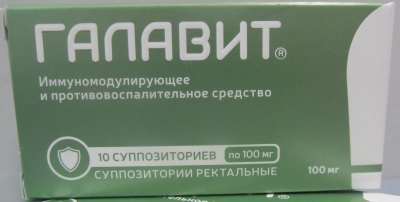 ГАЛАВИТ®
Иммуномодулирующее
и противовоспалительное средство
10 СУППОЗИТОРИЕВ по 100 мг
СУППОЗИТОРИИ РЕКТАЛЬНЫЕ
100 мг